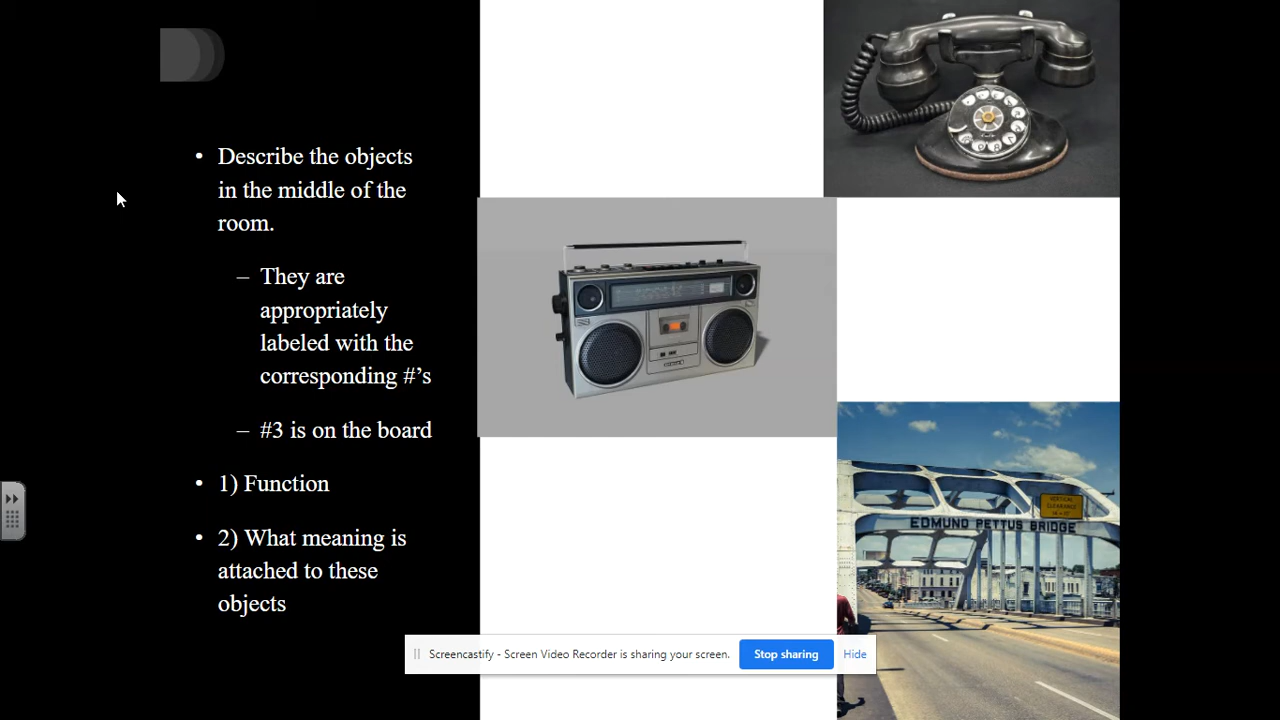 • Describe the objects
in the middle of the
room.
– They are
appropriately
labeled with the
corresponding #’s
– #3 is on the board
• 1) Function
• 2) What meaning is
attached to these
objects
VERTICAL
CLEARANCE
EDMUND PETTUS BRIDGE
Screencastify - Screen Video Recorder is sharing your screen.
Stop sharing
Hide